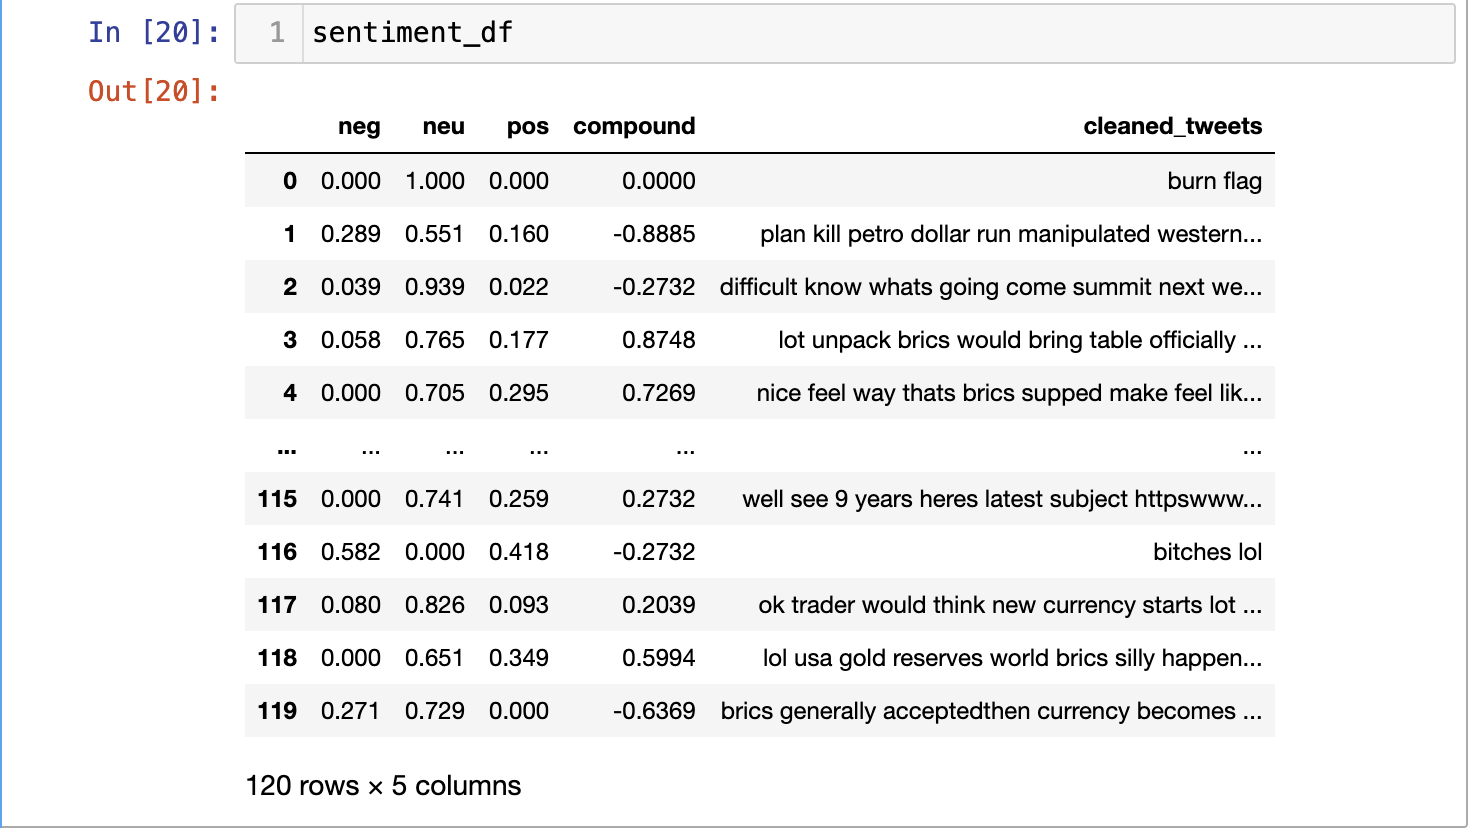 In [20]: 1 sentiment_df
Out[20]:
neg neu pos compound cleaned_tweets
0 0.000 1.000 0.000 0.0000 burn flag
1 0.289 0.551 0.160 -0.8885 plan kill petro dollar run manipulated western...
2 0.039 0.939 0.022 -0.2732 difficult know whats going come summit next we...
3 0.058 0.765 0.177 0.8748 lot unpack brics would bring table officially ...
4 0.000 0.705 0.295 0.7269 nice feel way thats brics supped make feel lik...
... ... ... ... ... ...
115 0.000 0.741 0.259 0.2732 well see 9 years heres latest subject httpswww...
116 0.582 0.000 0.418 -0.2732 bitches lol
117 0.080 0.826 0.093 0.2039 ok trader would think new currency starts lot ...
118 0.000 0.651 0.349 0.5994 lol usa gold reserves world brics silly happen...
119 0.271 0.729 0.000 -0.6369 brics generally acceptedthen currency becomes ...
120 rows × 5 columns